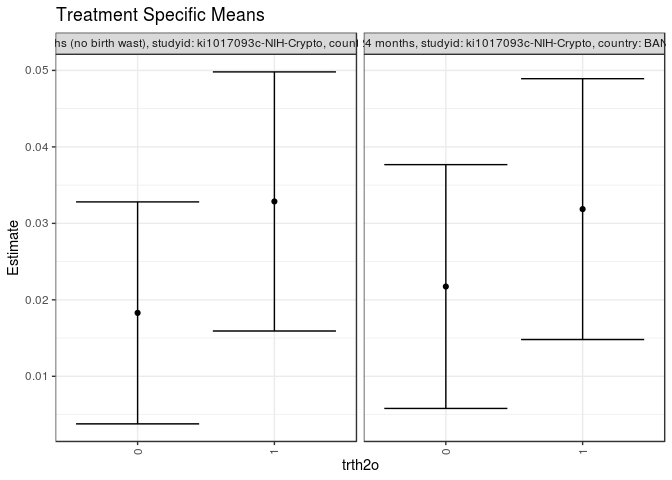 Treatment Specific Means
hs (no birth wast), studyid: ki1017093c-NIH-Crypto, count
24 months, studyid: ki1017093c-NIH-Crypto, country: BAN
0.05
0.04
0.03
0.02
0.01
Estimate
0
1
0
1
trth2o